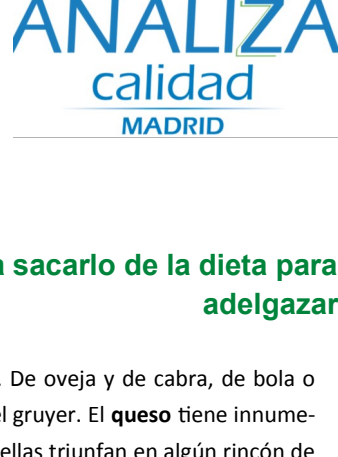 ANALIZA
calidad
MADRID
sacarlo de la dieta para
adelgazar
. De oveja y de cabra, de bola o
el gruyer. El queso tiene innume-
ellas triunfan en algún rincón de